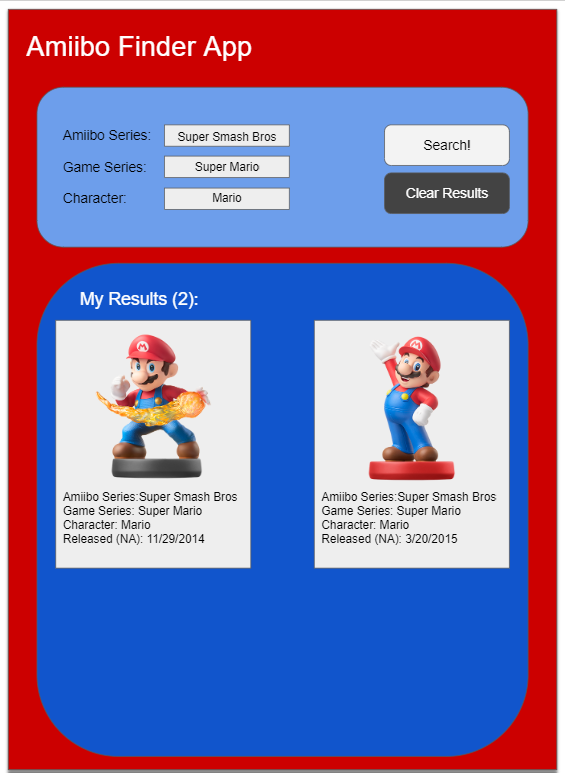 Amiibo Finder App
Amiibo Series: Super Smash Bros
Game Series: Super Mario
Character: Mario
Search!
Clear Results
My Results (2):
Amiibo Series:Super Smash Bros
Game Series: Super Mario
Character: Mario
Released (NA): 11/29/2014
Amiibo Series:Super Smash Bros
Game Series: Super Mario
Character: Mario
Released (NA): 3/20/2015